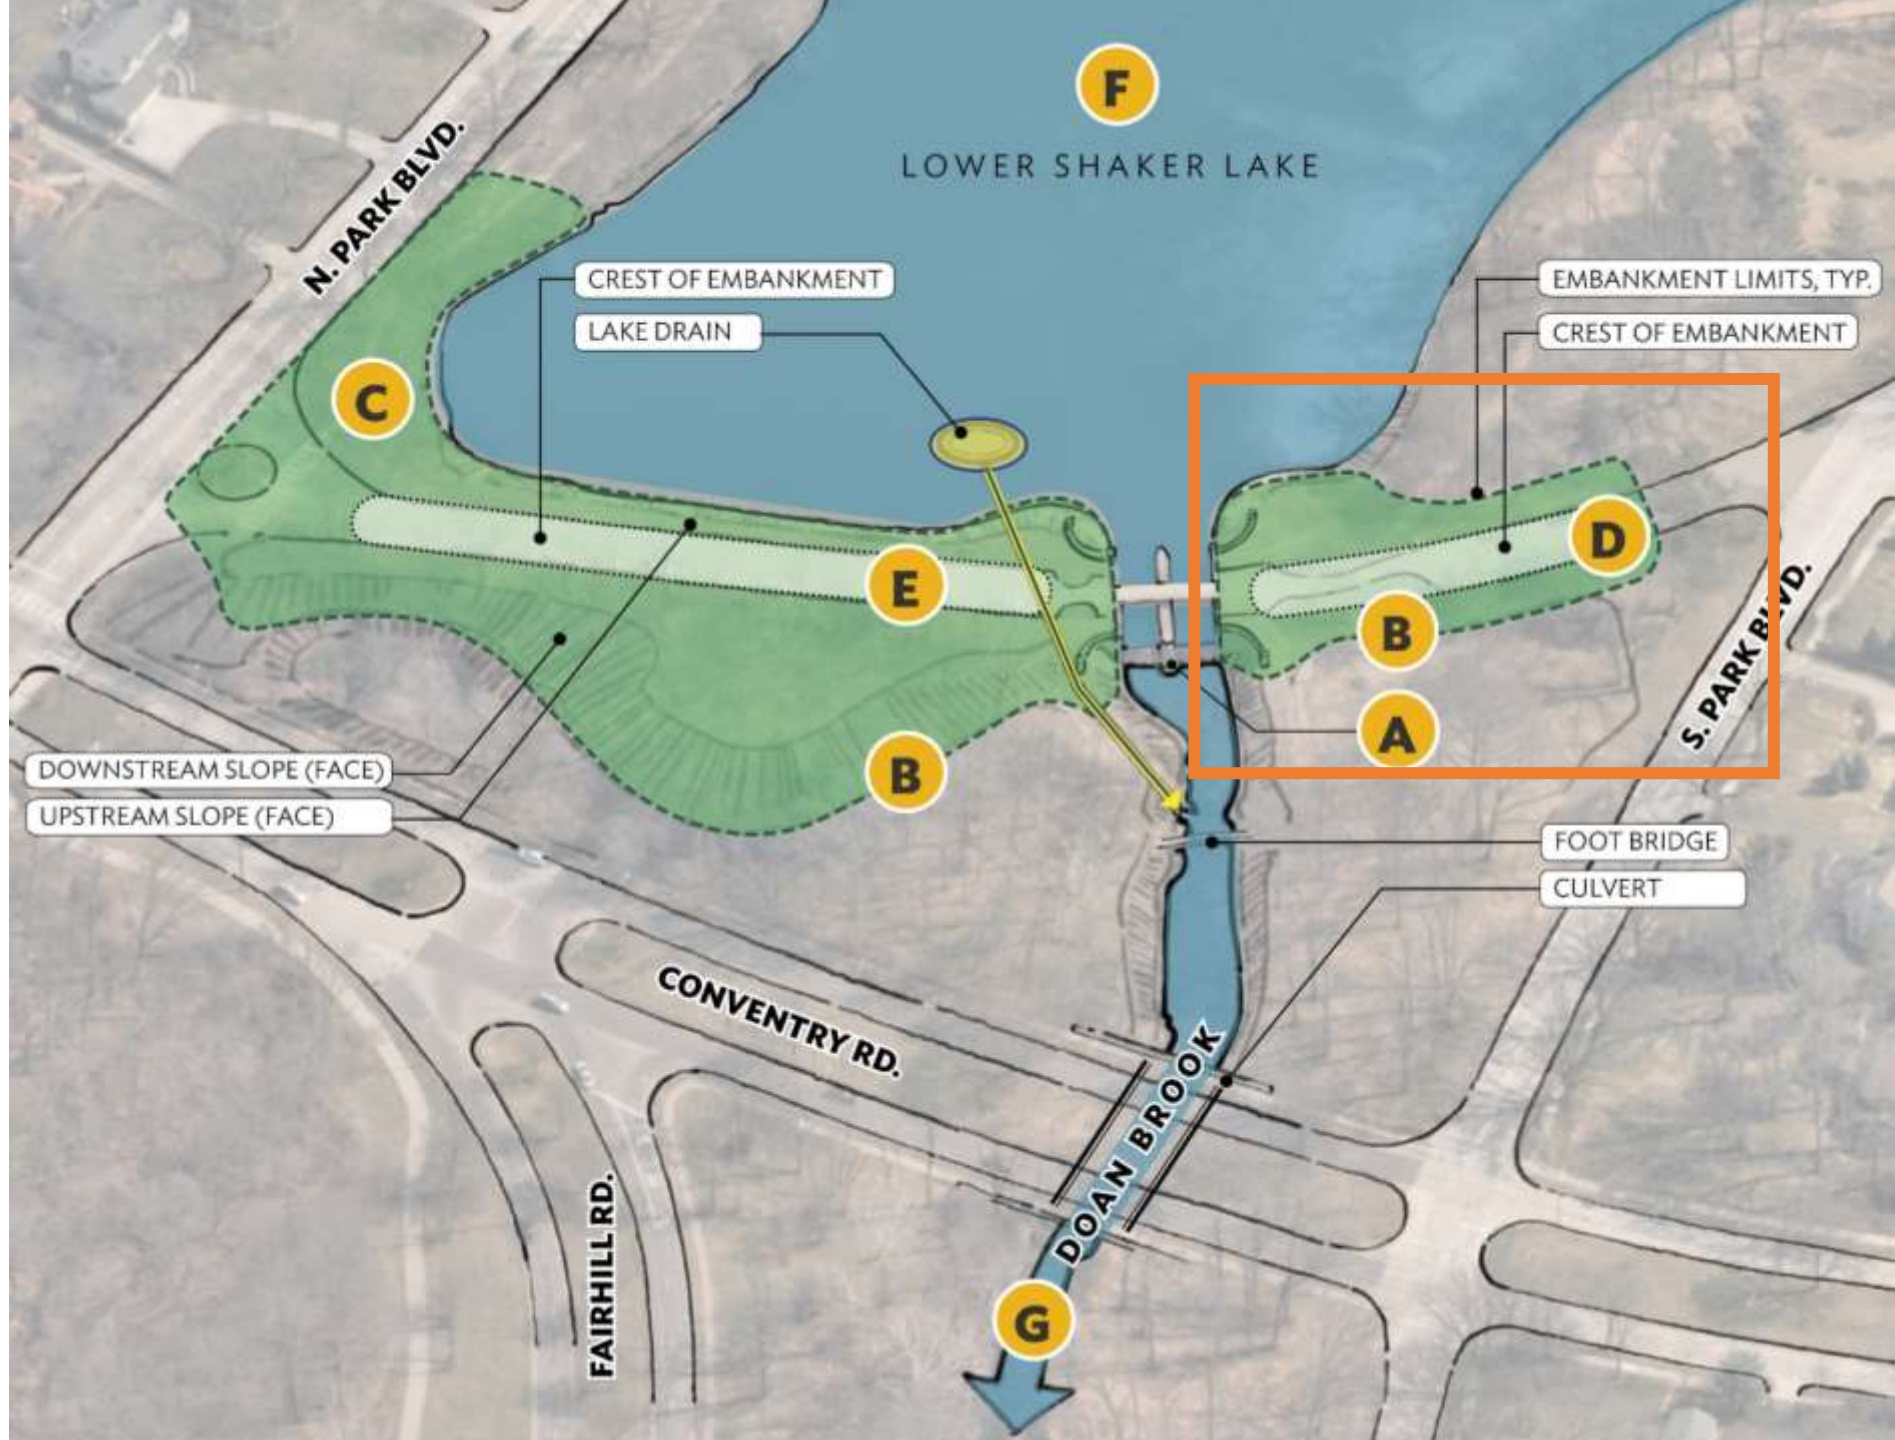 F
LOWER SHAKER LAKE
N. PARK BLVD.
CREST OF EMBANKMENT
LAKE DRAIN
EMBANKMENT LIMITS, TYP.
CREST OF EMBANKMENT
C
D
E
B
A
B
S. PARK BLVD.
DOWNSTREAM SLOPE (FACE)
UPSTREAM SLOPE (FACE)
FOOT BRIDGE
CULVERT
CONVENTRY RD.
DOAN BROOK
FAIRHILL RD.
G